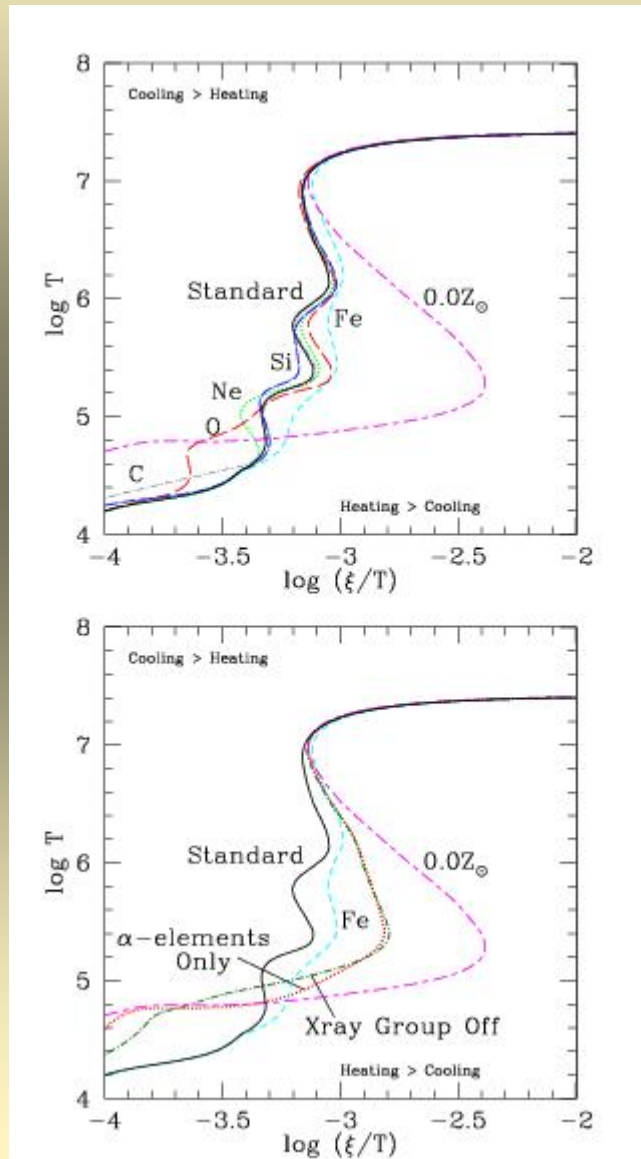 8
Cooling > Heating
7
Standard
0.0Z☉
6
Fe
log T
Si
Ne
5
O
C
Heating > Cooling
4
−4 −3.5 −3 −2.5 −2
log (ξ/T)
8
Cooling > Heating
7
Standard
0.0Z☉
6
log T
Fe
α−elements
Only
5
Xray Group Off
Heating > Cooling
4
−4 −3.5 −3 −2.5 −2
log (ξ/T)